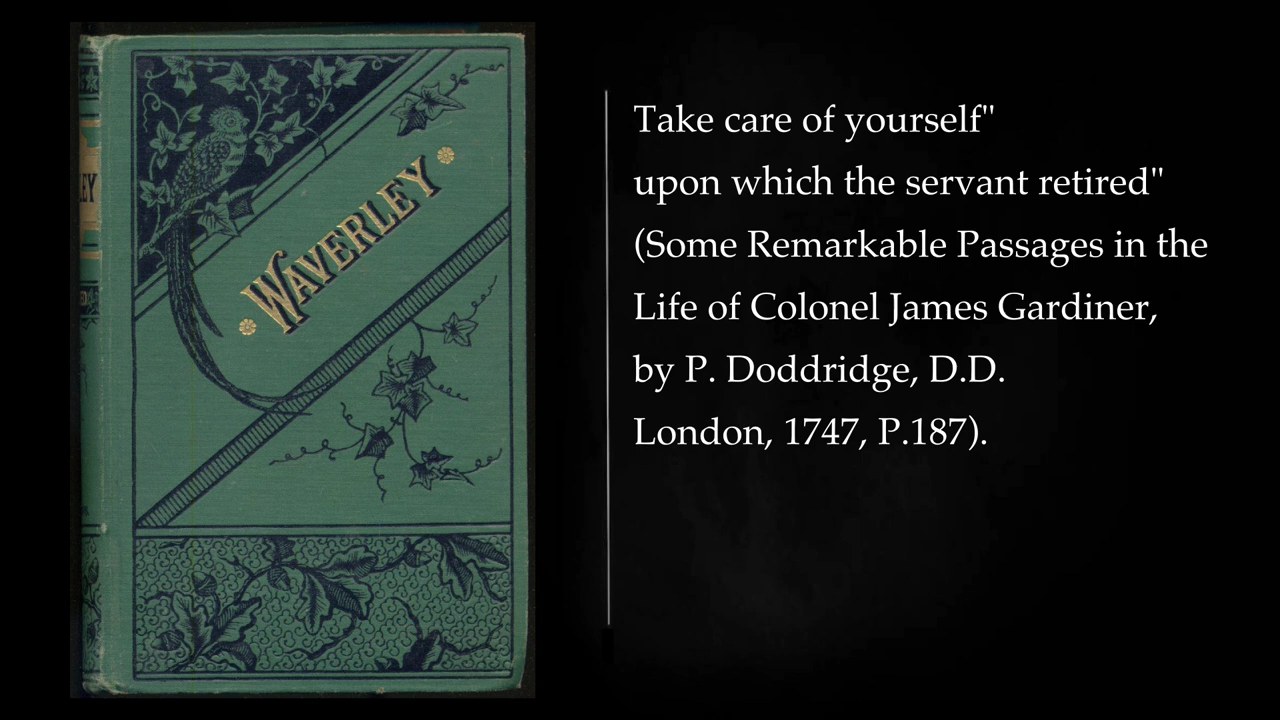 WAVERLEY
EY
Take care of yourself"
upon which the servant retired"
(Some Remarkable Passages in the
Life of Colonel James Gardiner,
by P. Doddridge, D.D.
London, 1747, P.187).